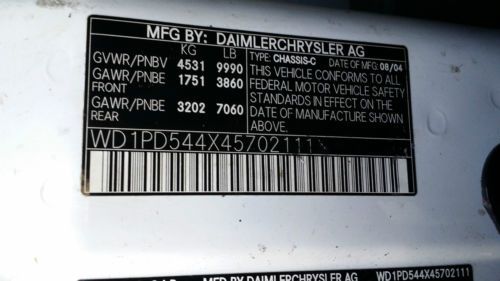 MFG BY: DAIMLERCHRYSLER AG
KG LB
GVWR/PNBV 4531 9990
GAWR/PNBE 1751 3860
FRONT
GAWR/PNBE 3202 7060
REAR
TYPE: CHASSIS-C DATE OF MFG: 08/04
THIS VEHICLE CONFORMS TO ALL
FEDERAL MOTOR VEHICLE SAFETY
STANDARDS IN EFFECT ON THE
DATE OF MANUFACTURE SHOWN
ABOVE.
WD1PD544X45702111
MFD BY DAIMLERCHRYSLER AG WD1PD544X45702111